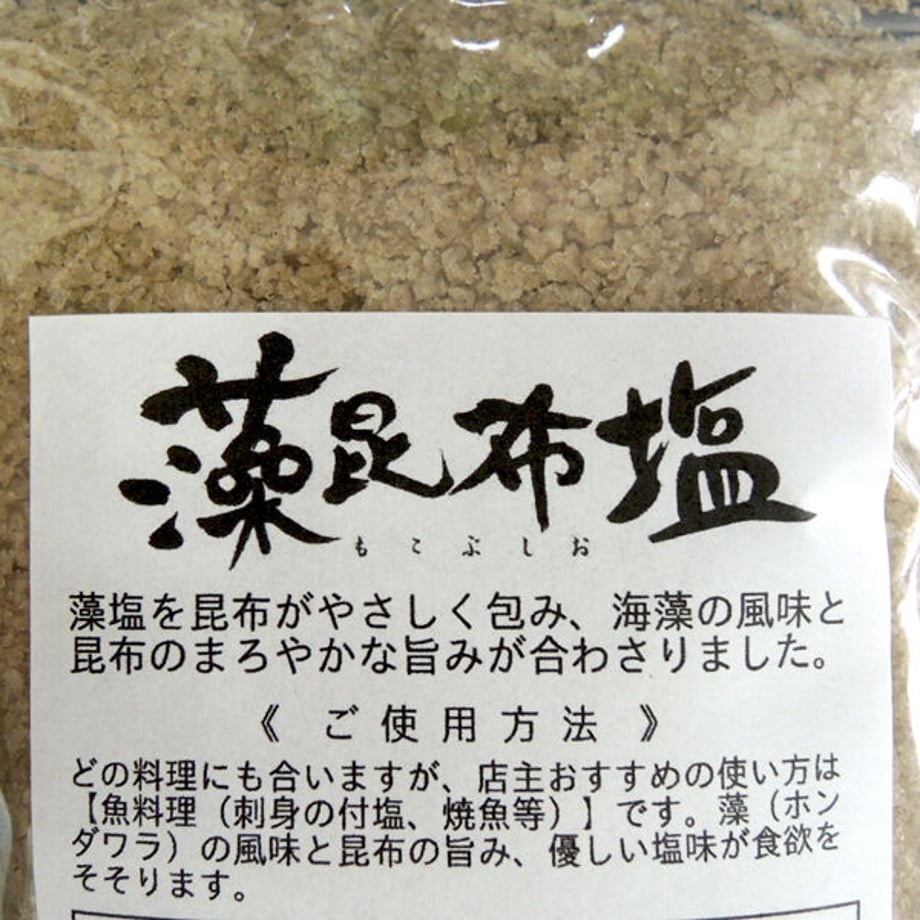 藻昆布塩
もこぶしお
藻塩を昆布がやさしく包み、海藻の風味と
昆布のまろやかな旨みが合わさりました。
《 ご使用方法 》
どの料理にも合いますが、店主おすすめの使い方は
【魚料理（刺身の付塩、焼魚等）】です。藻（ホン
ダワラ）の風味と昆布の旨み、優しい塩味が食欲を
そそります。